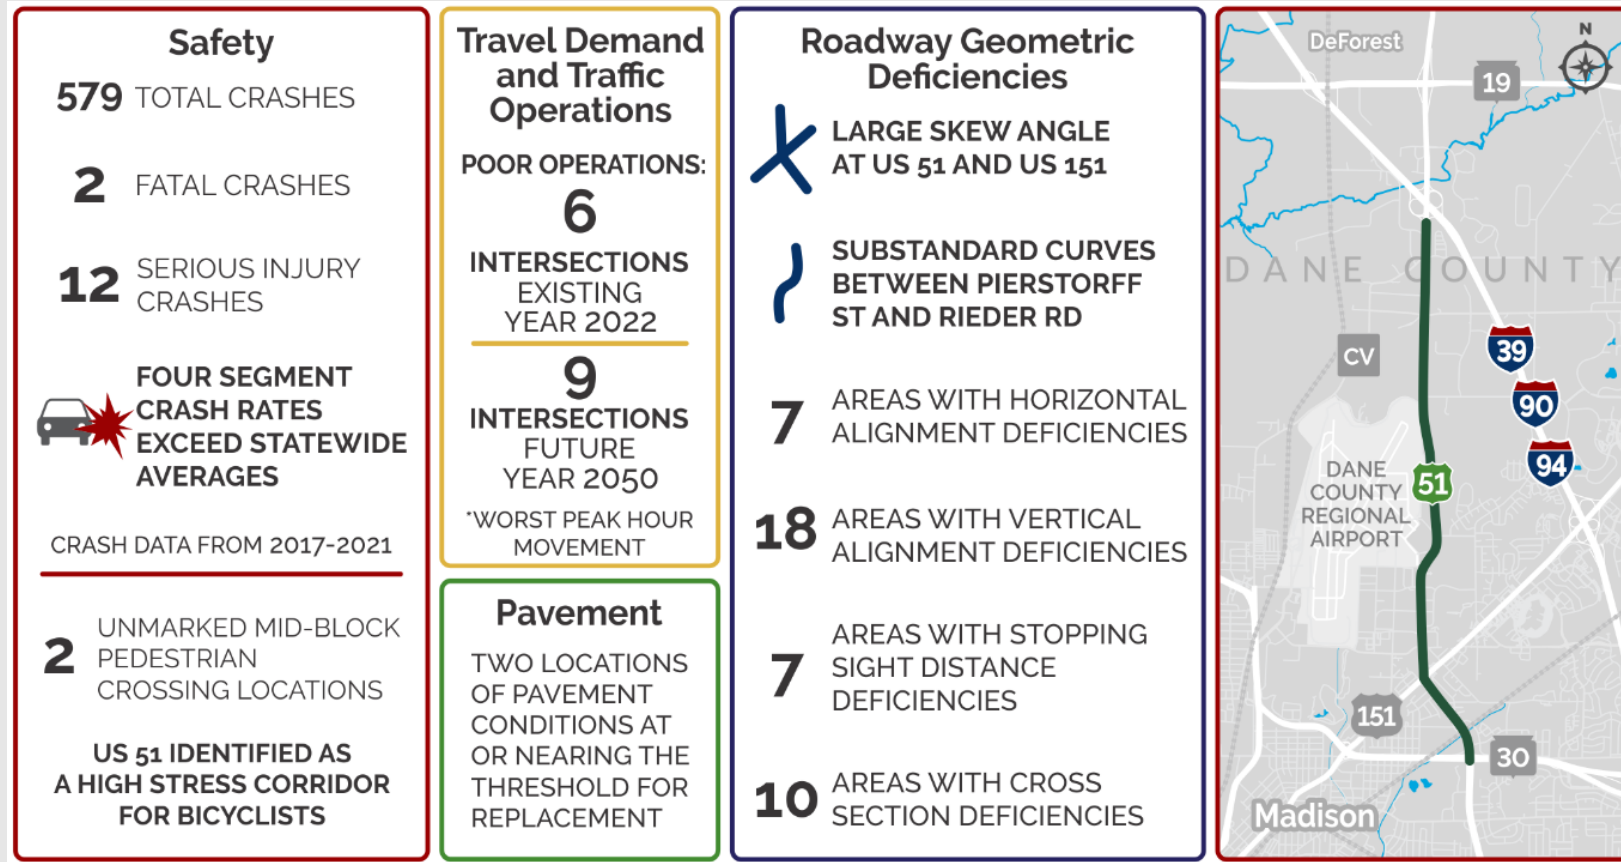 Safety
579 TOTAL CRASHES
2 FATAL CRASHES
12 SERIOUS INJURY
CRASHES
FOUR SEGMENT
CRASH RATES
EXCEED STATEWIDE
AVERAGES
CRASH DATA FROM 2017-2021
2 UNMARKED MID-BLOCK
PEDESTRIAN
CROSSING LOCATIONS
US 51 IDENTIFIED AS
A HIGH STRESS CORRIDOR
FOR BICYCLISTS
Travel Demand
and Traffic
Operations
POOR OPERATIONS:
6
INTERSECTIONS
EXISTING
YEAR 2022
9
INTERSECTIONS
FUTURE
YEAR 2050
*WORST PEAK HOUR
MOVEMENT
Pavement
TWO LOCATIONS
OF PAVEMENT
CONDITIONS AT
OR NEARING THE
THRESHOLD FOR
REPLACEMENT
Roadway Geometric
Deficiencies
LARGE SKEW ANGLE
AT US 51 AND US 151
SUBSTANDARD CURVES
BETWEEN PIERSTORFF
ST AND RIEDER RD
7 AREAS WITH HORIZONTAL
ALIGNMENT DEFICIENCIES
18 AREAS WITH VERTICAL
ALIGNMENT DEFICIENCIES
7 AREAS WITH STOPPING
SIGHT DISTANCE
DEFICIENCIES
10 AREAS WITH CROSS
SECTION DEFICIENCIES
N
DeForest
19
DANE COUNTY
39
CV
90
94
51
DANE
COUNTY
REGIONAL
AIRPORT
151
30
Madison